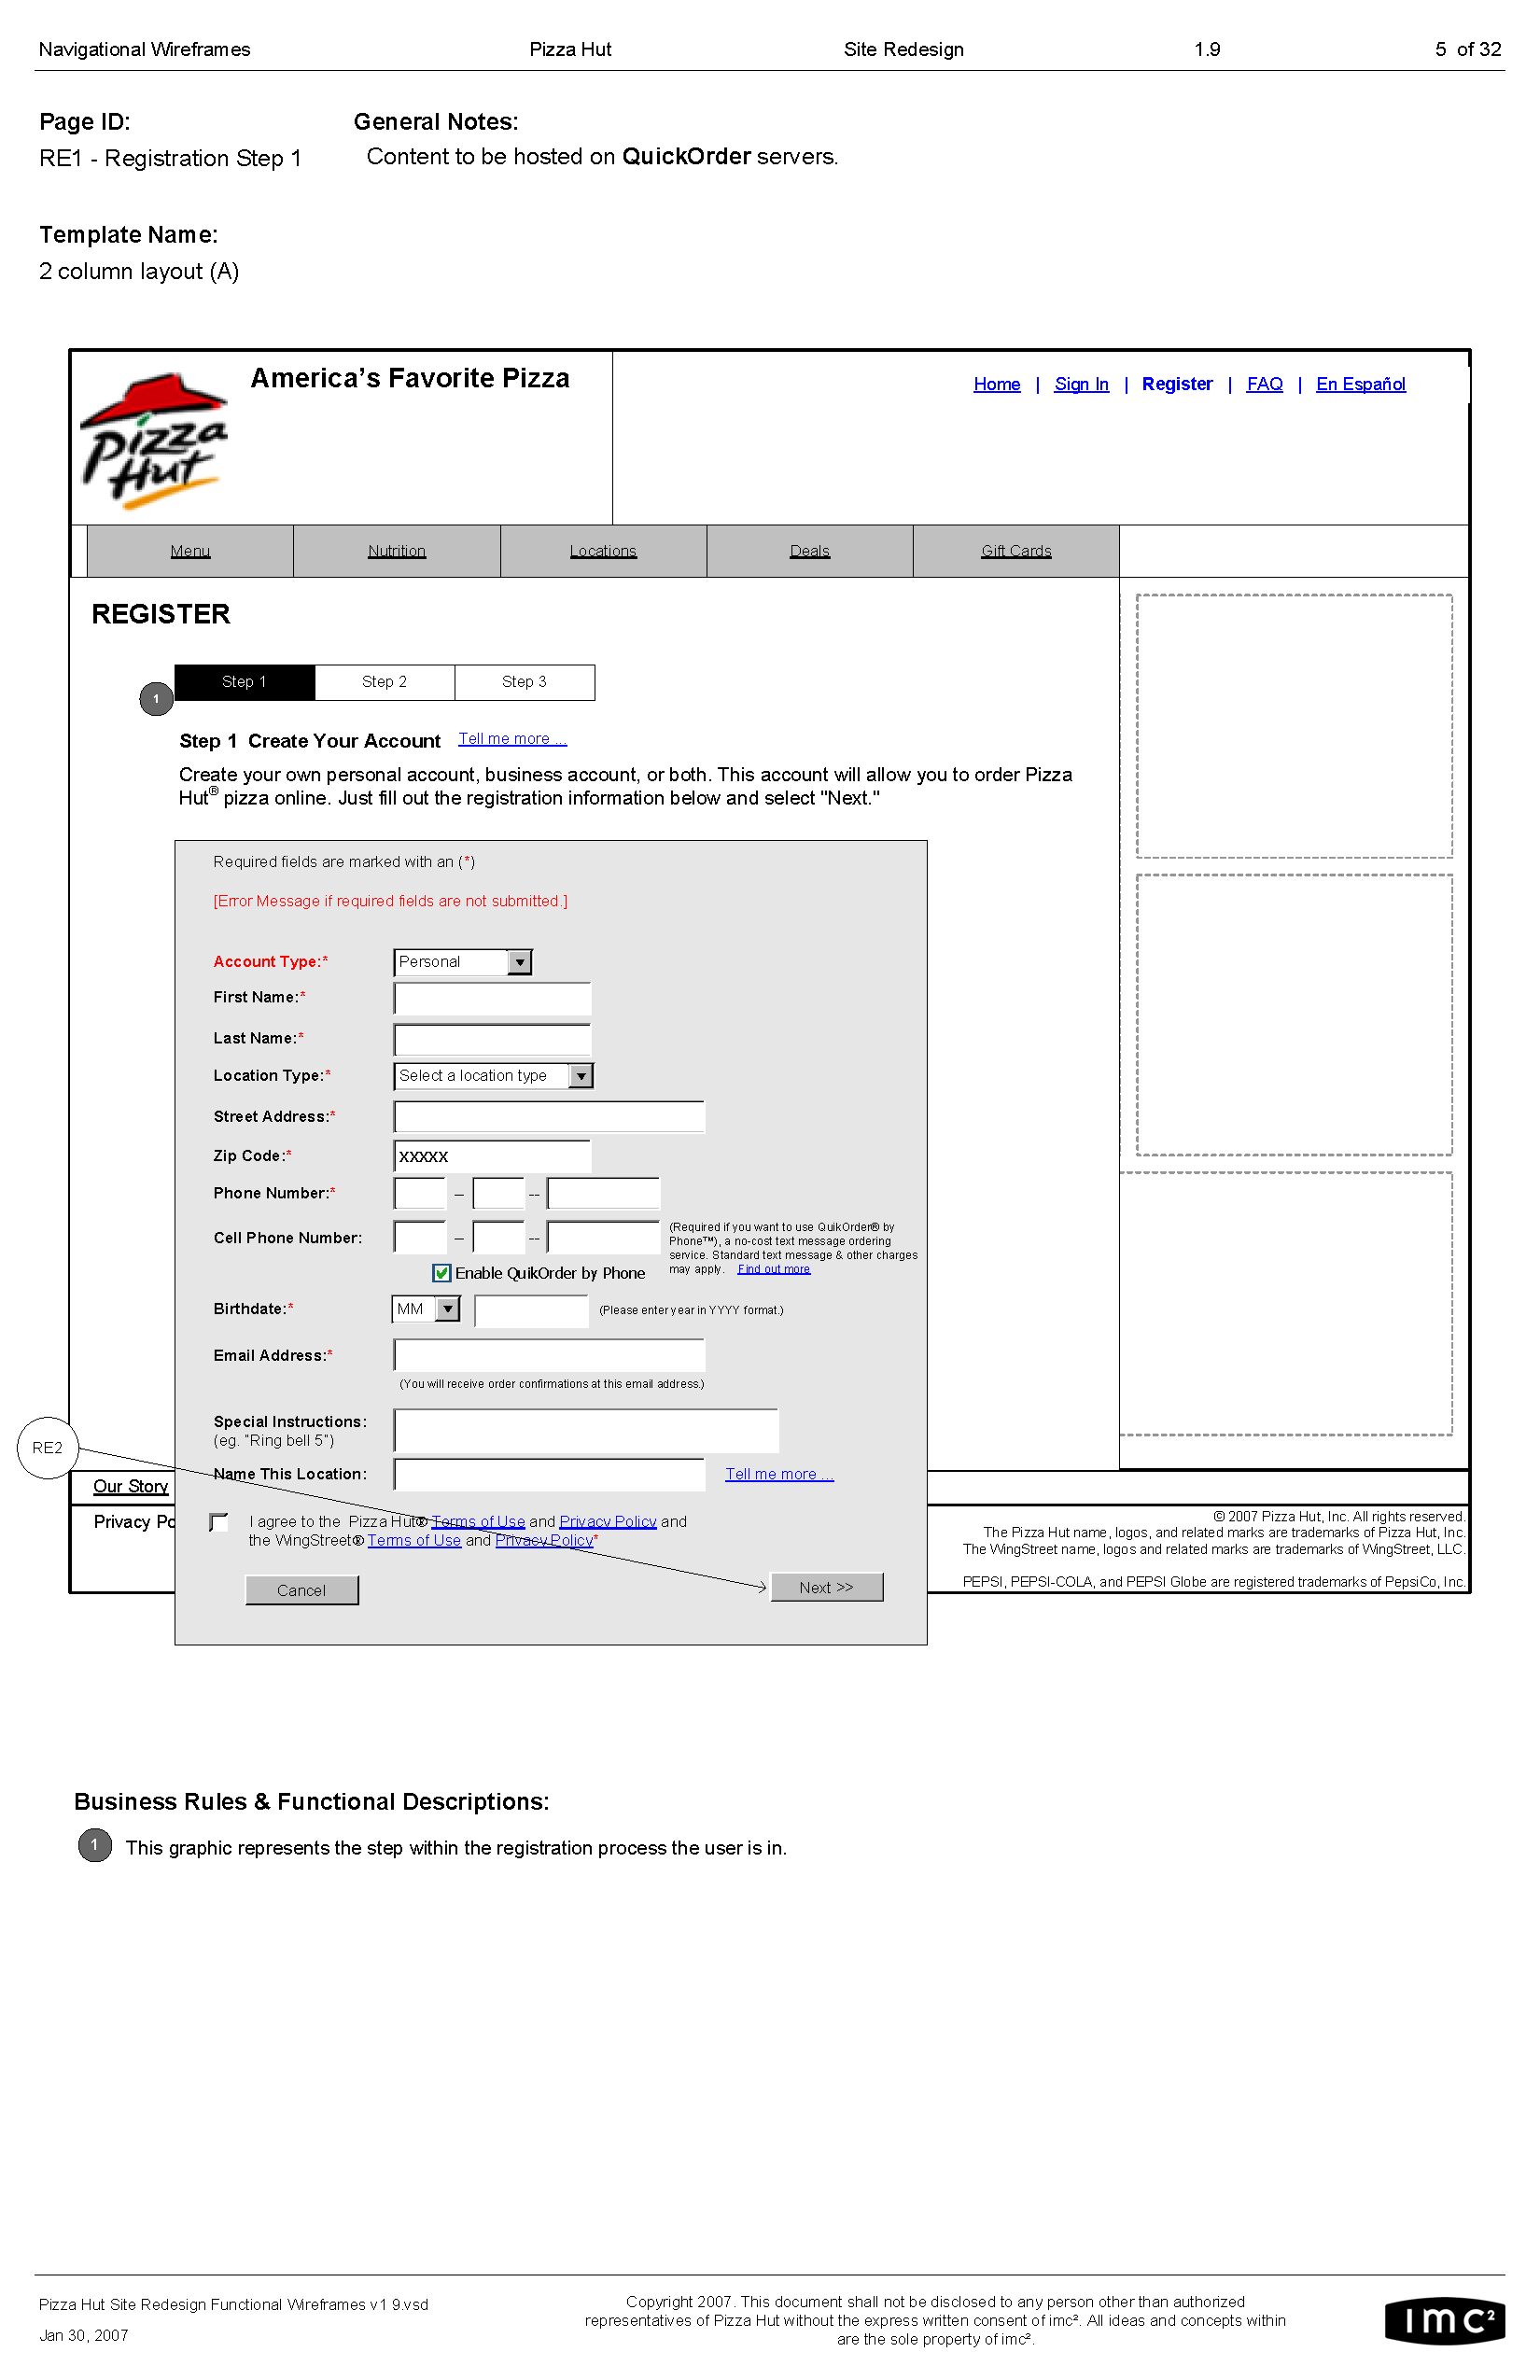 Navigational Wireframes Pizza Hut Site Redesign 1.9 5 of 32
Page ID: General Notes:
RE1 - Registration Step 1 Content to be hosted on QuickOrder servers.
Template Name:
2 column layout (A)
America's Favorite Pizza
Home | Sign In | Register | FAQ | En Español
Pizza
Hut
Menu Nutrition Locations Deals Gift Cards
REGISTER
Step 1 Step 2 Step 3
1
Step 1 Create Your Account Tell me more ...
Create your own personal account, business account, or both. This account will allow you to order Pizza
Hut® pizza online. Just fill out the registration information below and select "Next."
Required fields are marked with an (*)
[Error Message if required fields are not submitted.]
Account Type:* Personal
First Name:*
Last Name:*
Location Type:* Select a location type
Street Address:*
Zip Code:* xxxxx
Phone Number:* – --
Cell Phone Number: – --
(Required if you want to use QuikOrder® by
Phone™), a no-cost text message ordering
service. Standard text message & other charges
may apply. Find out more
Enable QuikOrder by Phone
Birthdate:* MM (Please enter year in YYYY format.)
Email Address:*
(You will receive order confirmations at this email address.)
Special Instructions:
(eg. "Ring bell 5")
RE2
Name This Location: Tell me more ...
Our Story
Privacy Po
I agree to the Pizza Hut® Terms of Use and Privacy Policy and
the WingStreet® Terms of Use and Privacy Policy*
Cancel Next >>
© 2007 Pizza Hut, Inc. All rights reserved.
The Pizza Hut name, logos, and related marks are trademarks of Pizza Hut, Inc.
The WingStreet name, logos and related marks are trademarks of WingStreet, LLC.
PEPSI, PEPSI-COLA, and PEPSI Globe are registered trademarks of PepsiCo, Inc.
Business Rules & Functional Descriptions:
1 This graphic represents the step within the registration process the user is in.
Pizza Hut Site Redesign Functional Wireframes v1 9.vsd
Jan 30, 2007
Copyright 2007. This document shall not be disclosed to any person other than authorized
representatives of Pizza Hut without the express written consent of imc². All ideas and concepts within
are the sole property of imc².
imc²